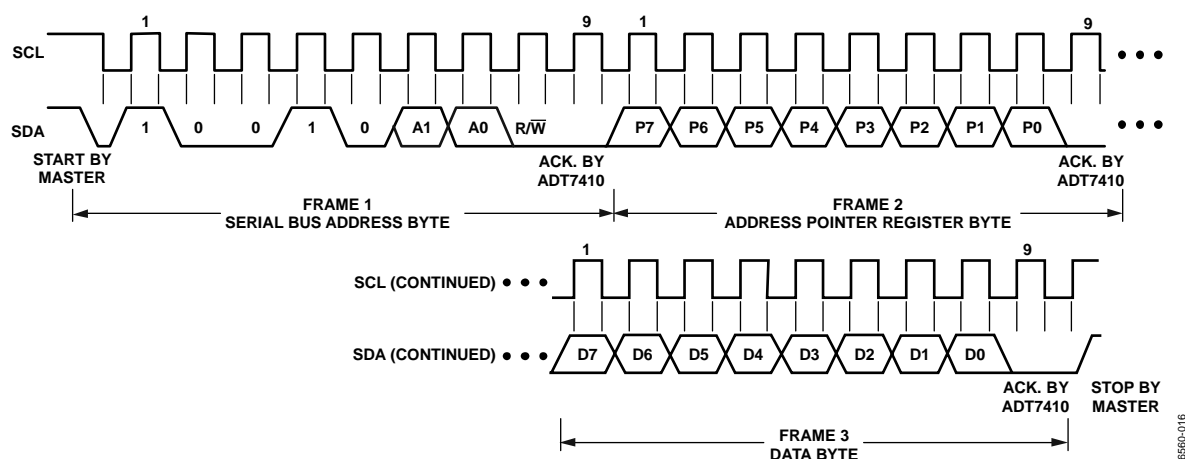 1 9 1 9
SCL
SDA 1 0 0 1 0 A1 A0 R/W̅ P7 P6 P5 P4 P3 P2 P1 P0
START BY
MASTER
ACK. BY
ADT7410
ACK. BY
ADT7410
FRAME 1
SERIAL BUS ADDRESS BYTE
FRAME 2
ADDRESS POINTER REGISTER BYTE
1 9
SCL (CONTINUED)
SDA (CONTINUED) D7 D6 D5 D4 D3 D2 D1 D0
ACK. BY
ADT7410
STOP BY
MASTER
FRAME 3
DATA BYTE
6560-016